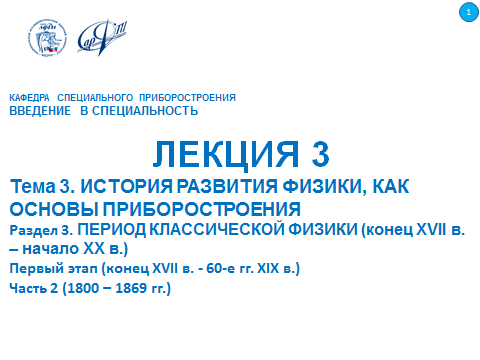 1
КАФЕДРА СПЕЦИАЛЬНОГО ПРИБОРОСТРОЕНИЯ
ВВЕДЕНИЕ В СПЕЦИАЛЬНОСТЬ
ЛЕКЦИЯ 3
Тема 3. ИСТОРИЯ РАЗВИТИЯ ФИЗИКИ, КАК
ОСНОВЫ ПРИБОРОСТРОЕНИЯ
Раздел 3. ПЕРИОД КЛАССИЧЕСКОЙ ФИЗИКИ (конец XVII в.
– начало XX в.)
Первый этап (конец XVII в. - 60-е гг. XIX в.)
Часть 2 (1800 – 1869 гг.)